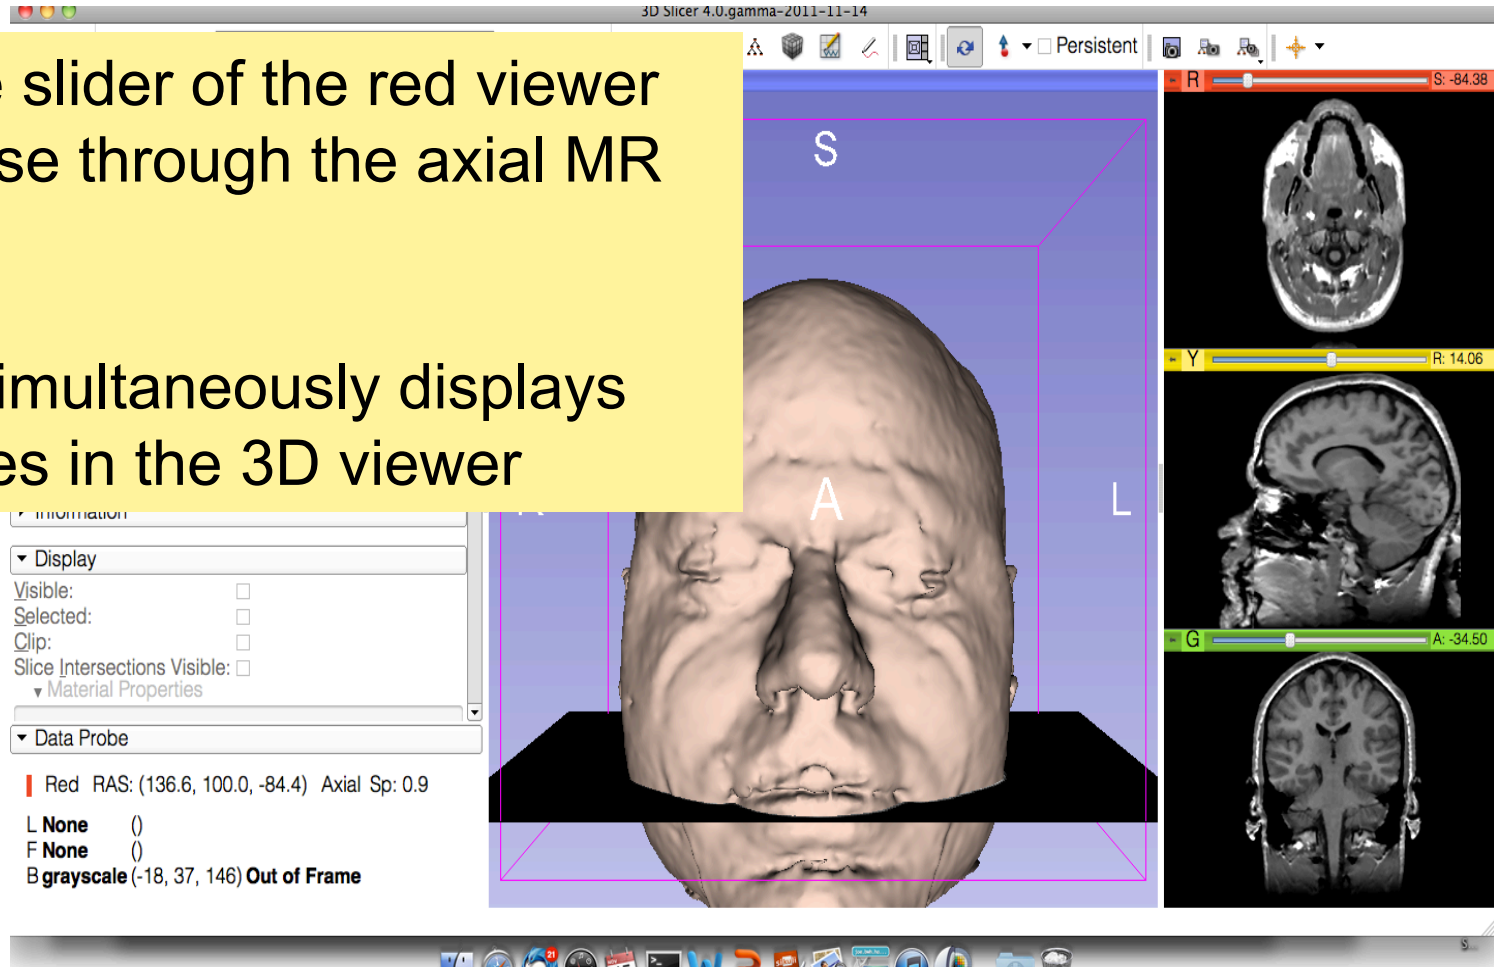 3D Slicer 4.0.gamma-2011-11-14
Persistent
e slider of the red viewer
se through the axial MR
imultaneously displays
es in the 3D viewer
S
A
L
R S: -84.38
Y R: 14.06
G A: -34.50
Information
Display
Visible:
Selected:
Clip:
Slice Intersections Visible:
Material Properties
Data Probe
Red RAS: (136.6, 100.0, -84.4) Axial Sp: 0.9
L None ()
F None ()
B grayscale (-18, 37, 146) Out of Frame
21